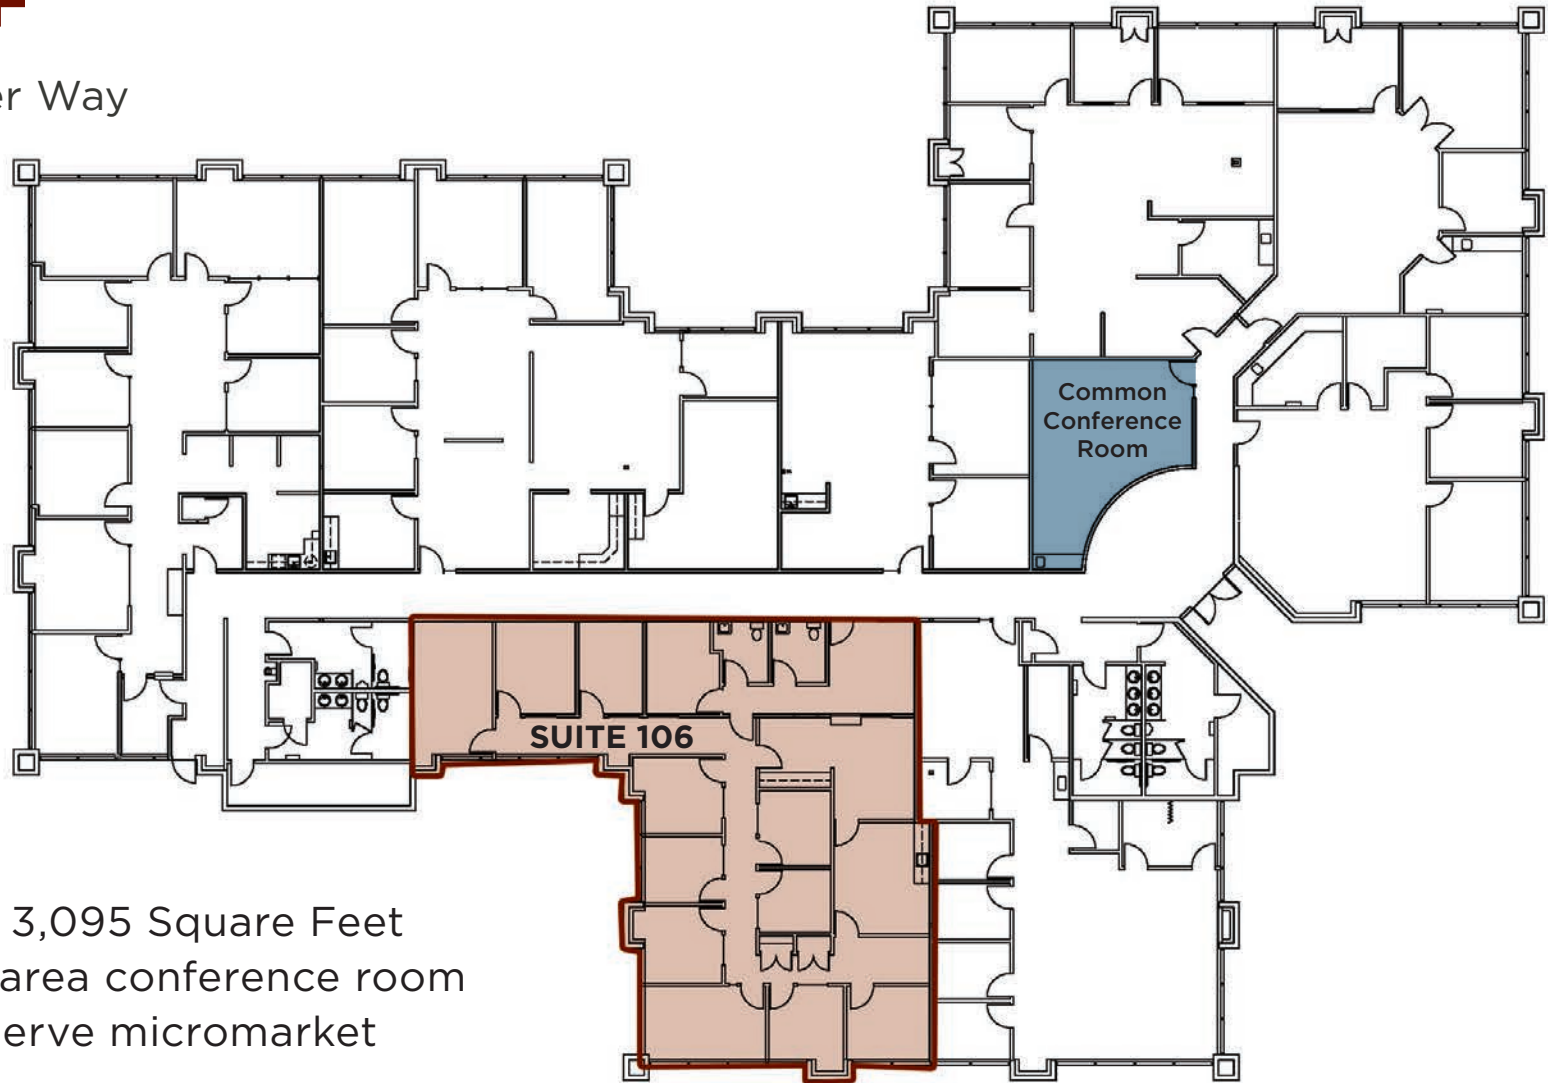 er Way
Common
Conference
Room
SUITE 106
3,095 Square Feet
area conference room
erve micromarket